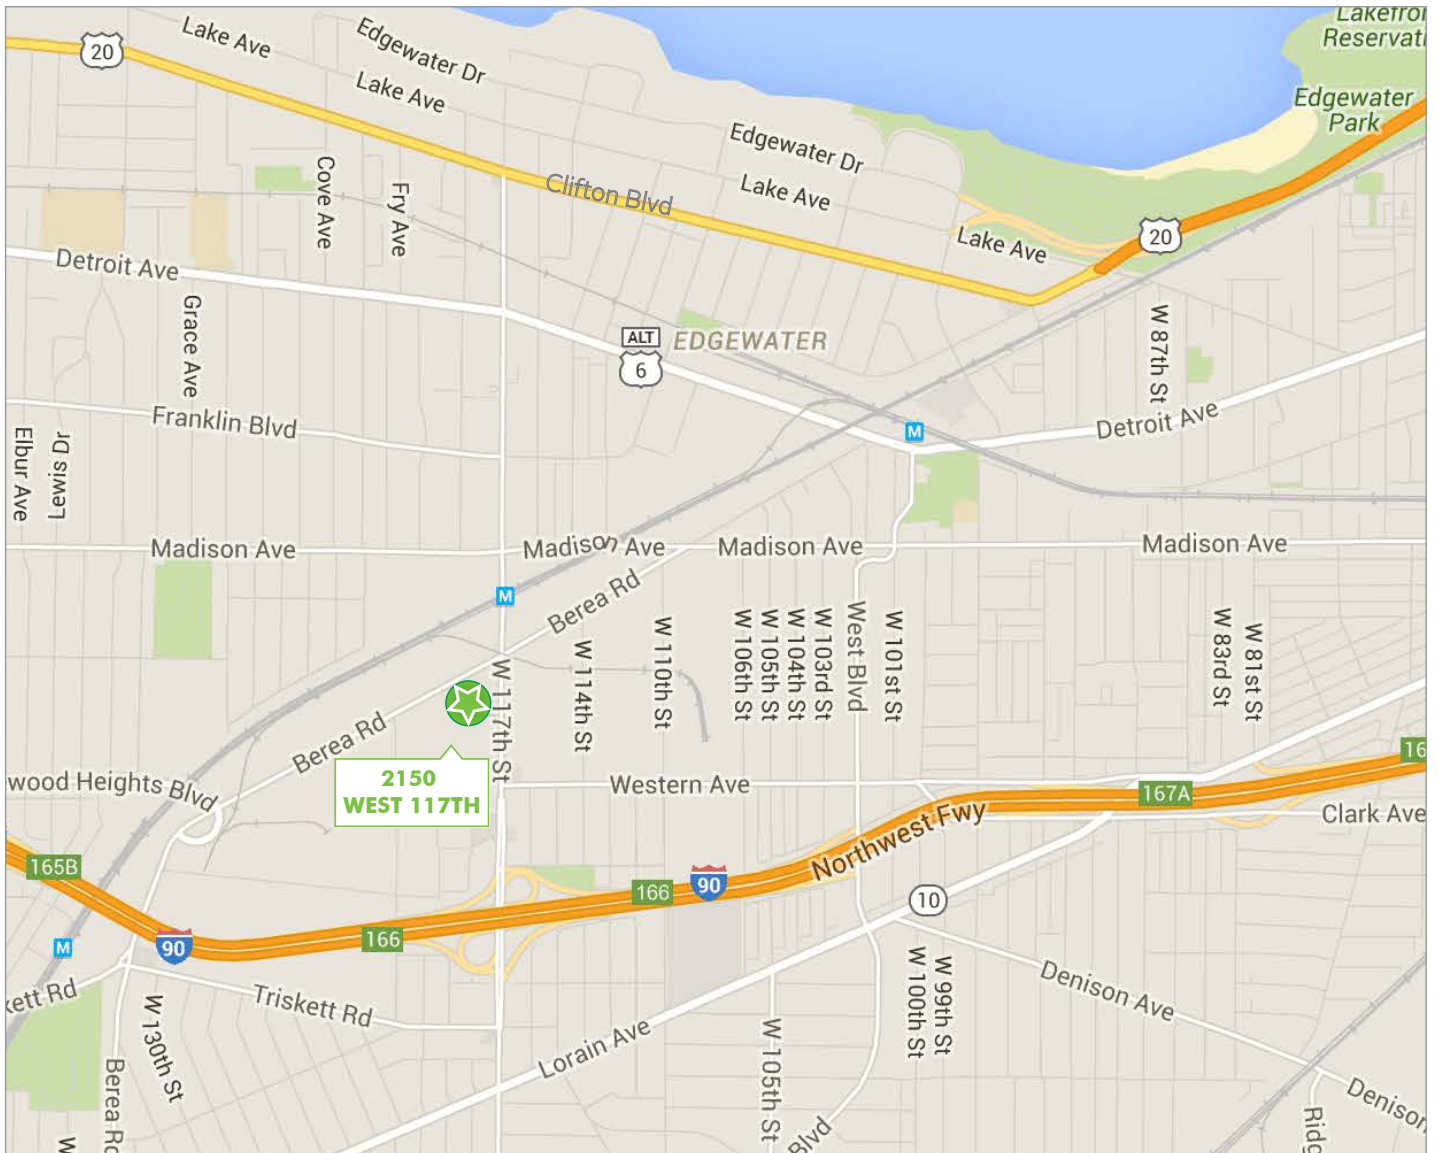 Lake Ave
Edgewater Dr
Lakefro
Reservati
20
Lake Ave
Edgewater
Park
Edgewater Dr
Cove Ave
Fry Ave
Clifton Blvd
Lake Ave
20
Lake Ave
Detroit Ave
Grace Ave
ALT
6
EDGEWATER
W 87th St
Franklin Blvd
M
Detroit Ave
Elbur Ave
Lewis Dr
Madison Ave
Madison Ave
Madison Ave
Madison Ave
M
Berea Rd
W 114th St
W 110th St
W 106th St
W 105th St
W 104th St
W 103rd St
West Blvd
W 101st St
W 83rd St
W 81st St
W 117th St
Berea Rd
2150
WEST 117TH
wood Heights Blvd
Western Ave
16
167A
Clark Ave
Northwest Fwy
165B
166
90
10
M
90
166
kett Rd
Triskett Rd
W 130th St
Berea Rd
W
Lorain Ave
W 105th St
Blvd
W 100th St
W 99th St
Denison Ave
Denison
Ridg